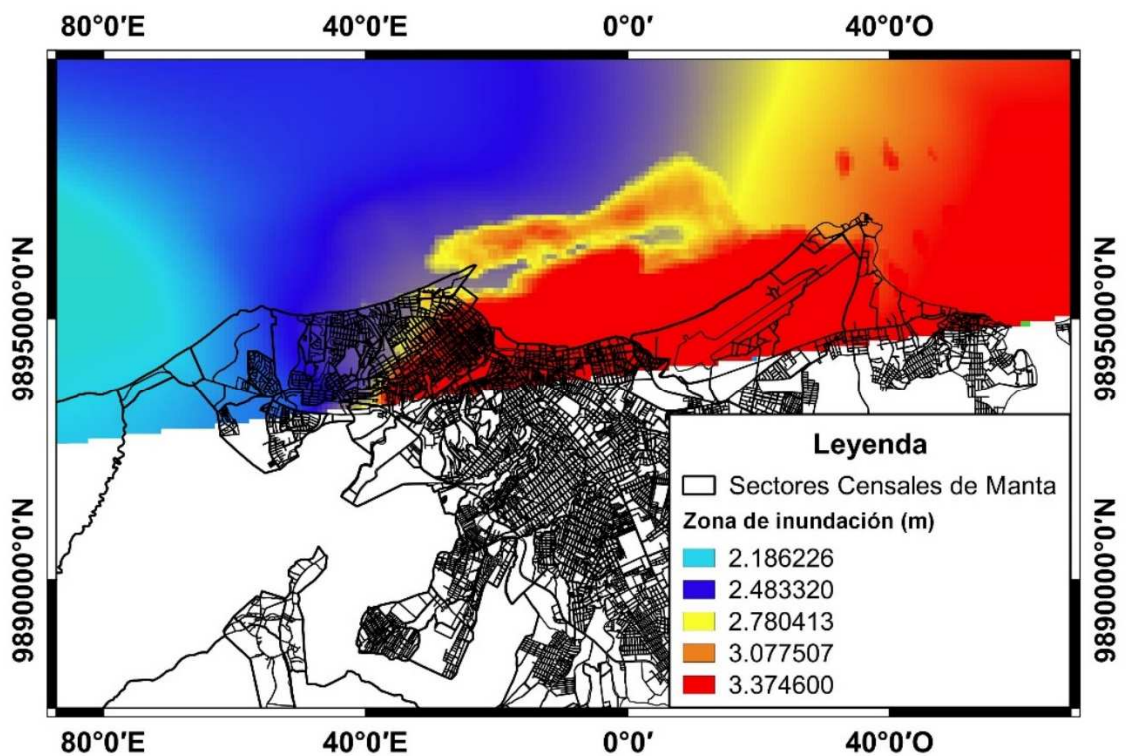 80°0'E 40°0'E 0°0' 40°0'O
9895000°0'N
9895000°0'N
9890000°0'N
9890000°0'N
Leyenda
Sectores Censales de Manta
Zona de inundación (m)
2.186226
2.483320
2.780413
3.077507
3.374600
80°0'E 40°0'E 0°0' 40°0'O